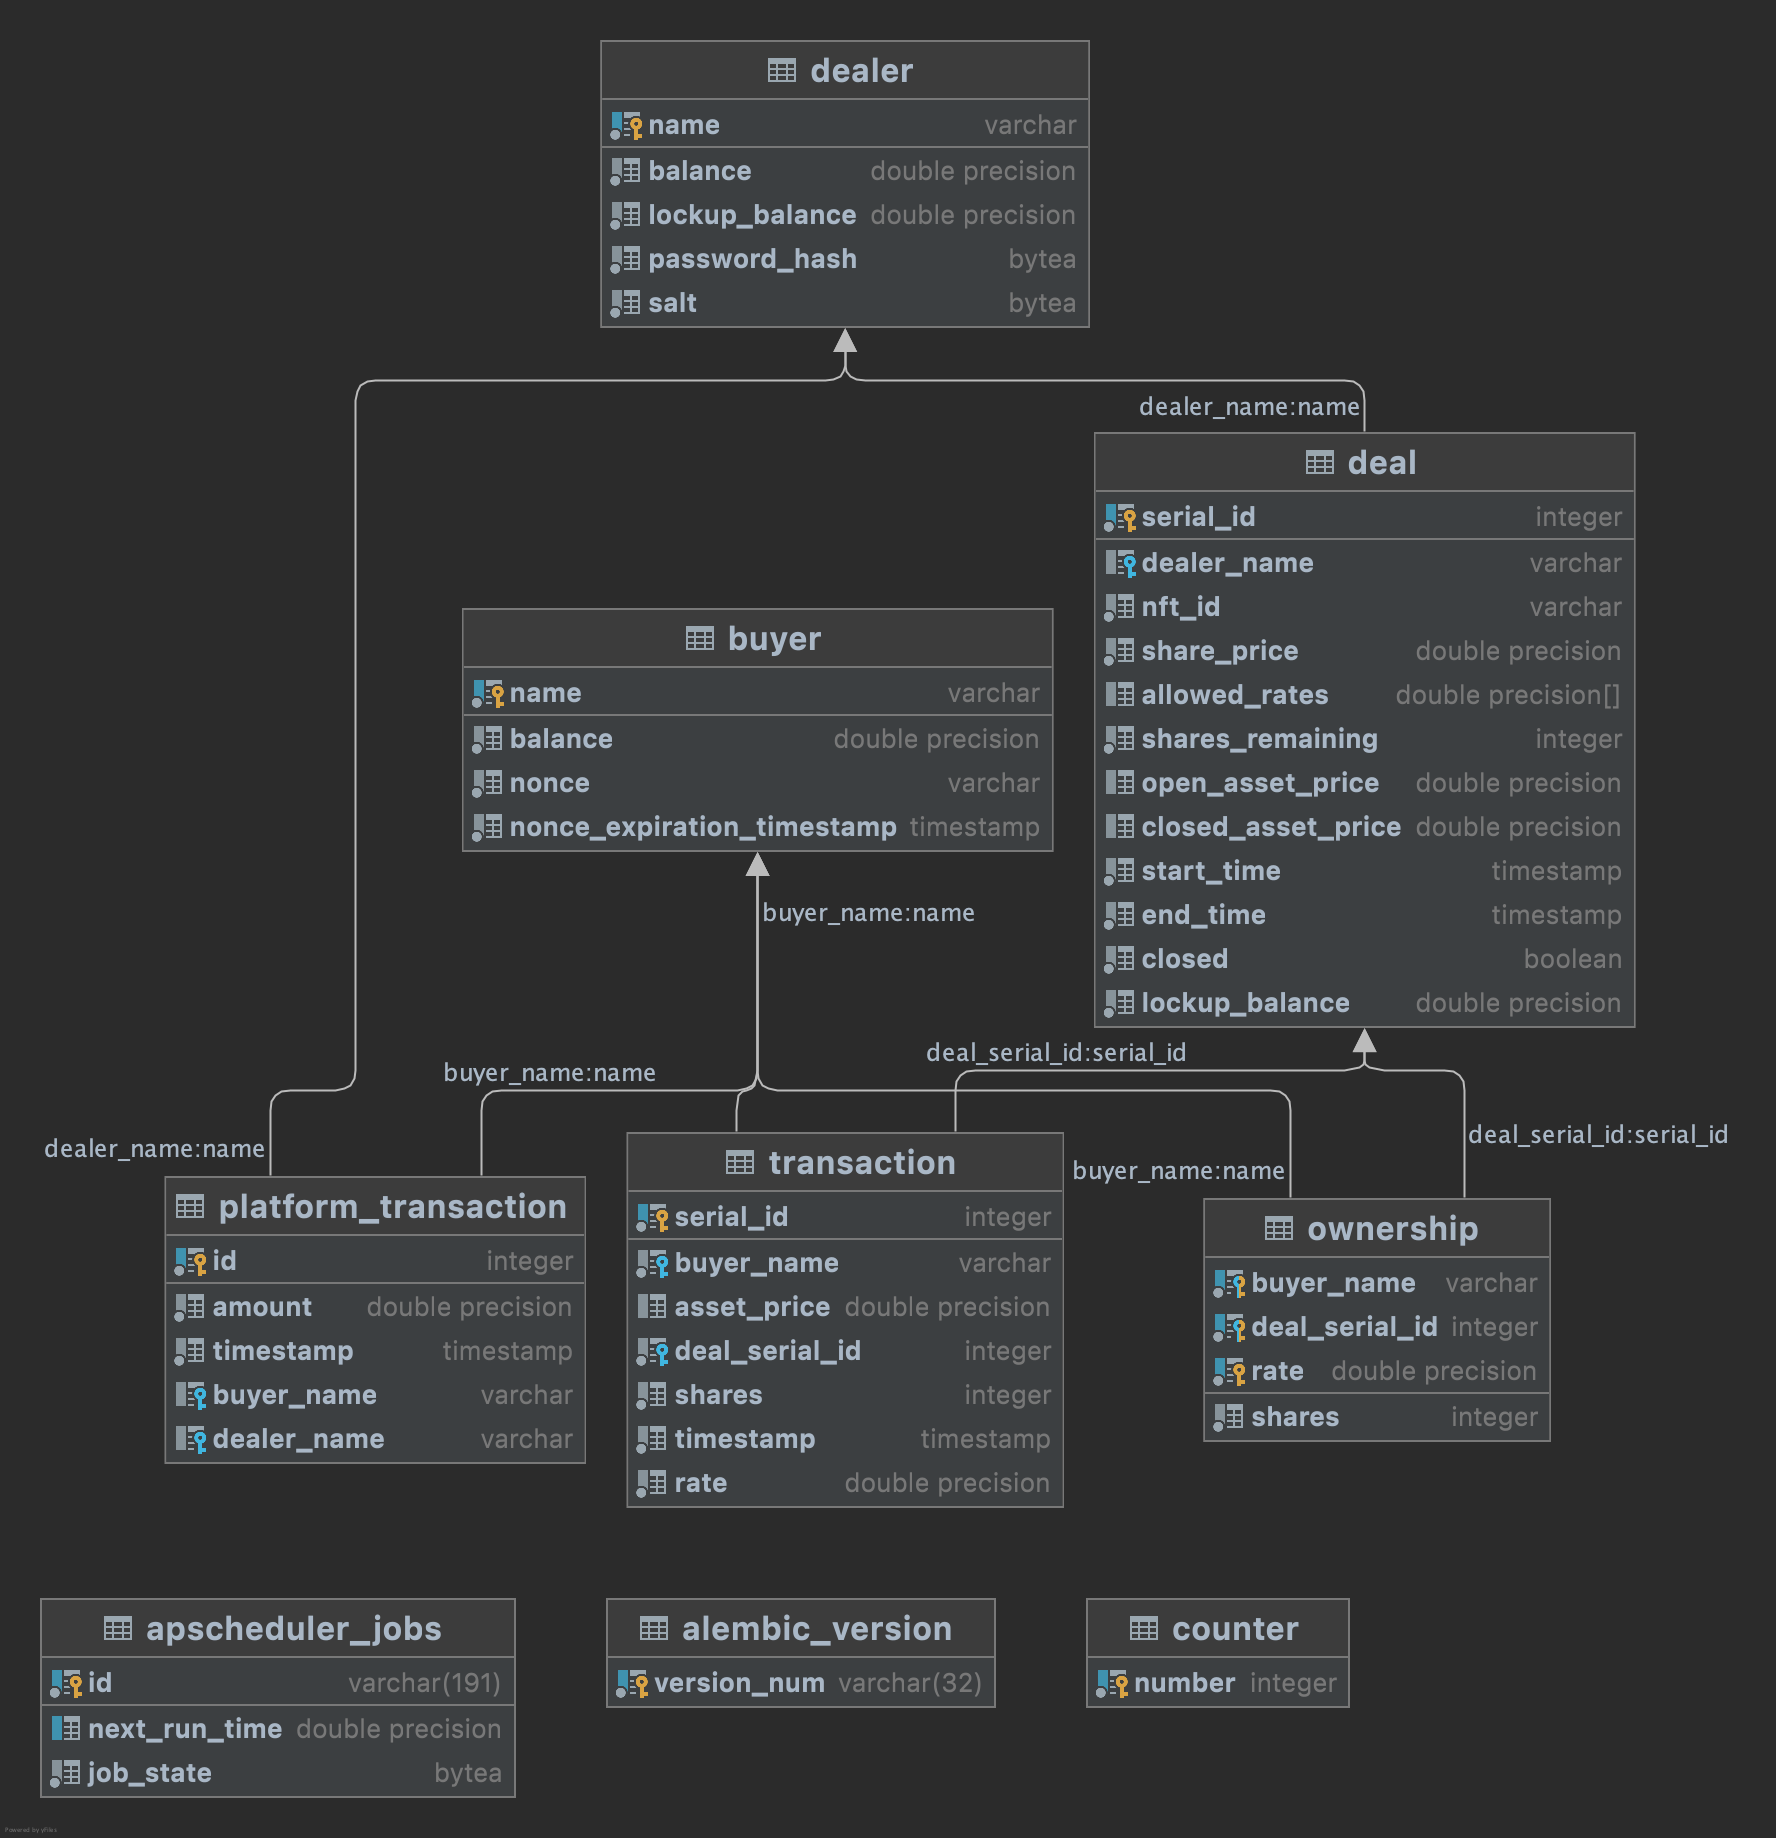 dealer
name varchar
balance double precision
lockup_balance double precision
password_hash bytea
salt bytea
dealer_name:name
deal
serial_id integer
dealer_name varchar
nft_id varchar
share_price double precision
allowed_rates double precision[]
shares_remaining integer
open_asset_price double precision
closed_asset_price double precision
start_time timestamp
end_time timestamp
closed boolean
lockup_balance double precision
buyer
name varchar
balance double precision
nonce varchar
nonce_expiration_timestamp timestamp
buyer_name:name
deal_serial_id:serial_id
buyer_name:name
dealer_name:name
deal_serial_id:serial_id
buyer_name:name
platform_transaction
id integer
amount double precision
timestamp timestamp
buyer_name varchar
dealer_name varchar
transaction
serial_id integer
buyer_name varchar
asset_price double precision
deal_serial_id integer
shares integer
timestamp timestamp
rate double precision
ownership
buyer_name varchar
deal_serial_id integer
rate double precision
shares integer
apscheduler_jobs
id varchar(191)
next_run_time double precision
job_state bytea
alembic_version
version_num varchar(32)
counter
number integer
Powered by yFiles